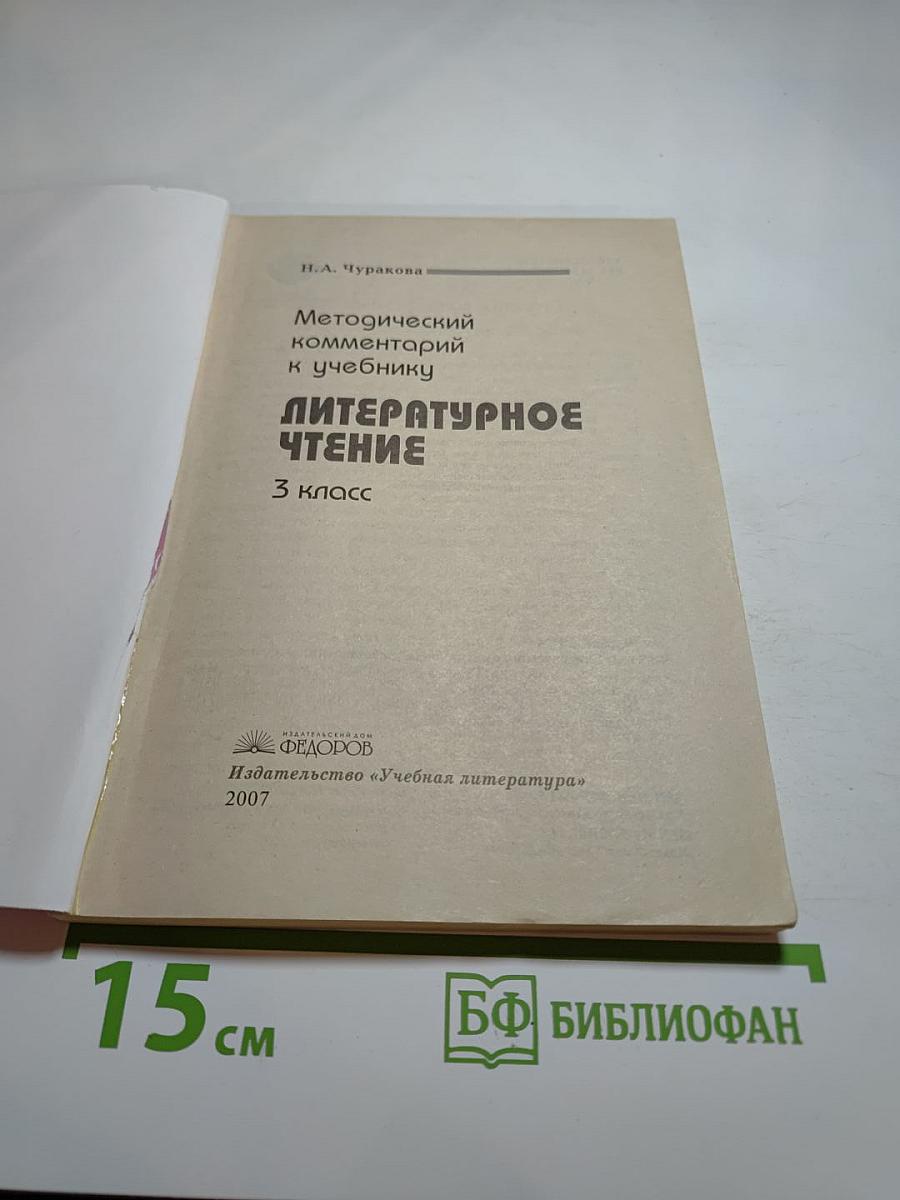 Н.А. Чуракова
Методический
комментарий
к учебнику
ЛИТЕРАТУРНОЕ
ЧТЕНИЕ
3 класс
ИЗДАТЕЛЬСКИЙ ДОМ
ФЕДОРОВ
Издательство «Учебная литература»
2007
15 см
БФ БИБЛИОФАН